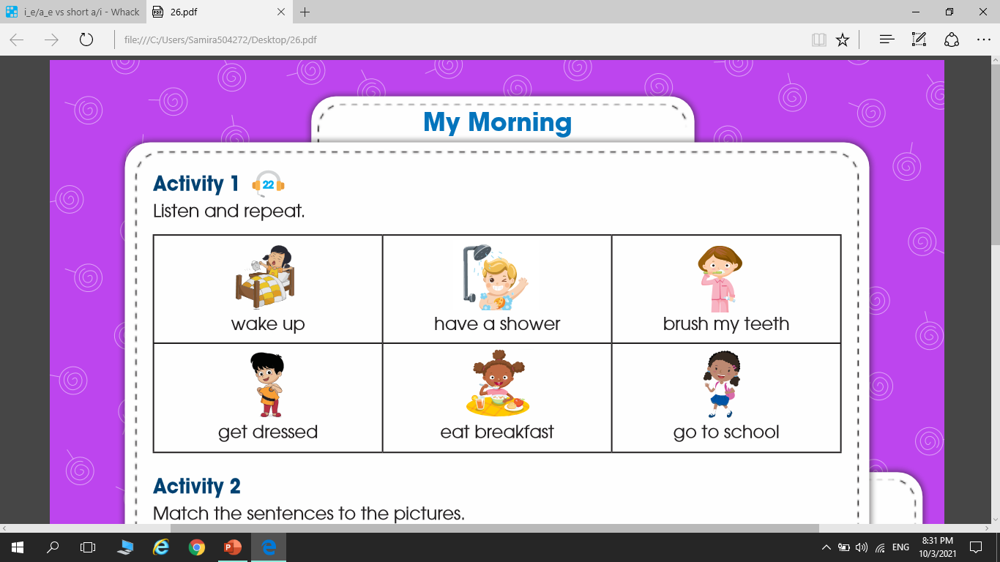 i_e/a_e vs short a/i - Whack
26.pdf
file:///C:/Users/Samira504272/Desktop/26.pdf
My Morning
Activity 1 22
Listen and repeat.
wake up have a shower brush my teeth
get dressed eat breakfast go to school
Activity 2
Match the sentences to the pictures.
ENG
8:31 PM
10/3/2021